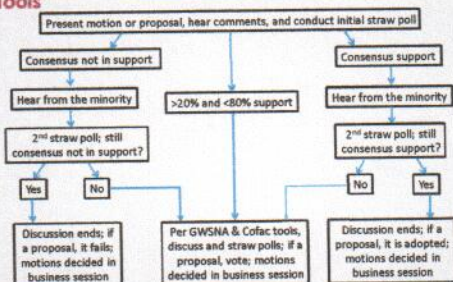 Tools
Present motion or proposal, hear comments, and conduct initial straw poll
Consensus not in support
Consensus support
Hear from the minority
>20% and <80% support
Hear from the minority
2nd straw poll; still
consensus not in support?
2nd straw poll; still
consensus support?
Yes
No
No
Yes
Discussion ends; if
a proposal, it fails;
motions decided in
business session
Per GWSNA & Cofac tools,
discuss and straw polls; if a
proposal, vote; motions
decided in business session
Discussion ends; if a
proposal, it is adopted;
motions decided in
business session